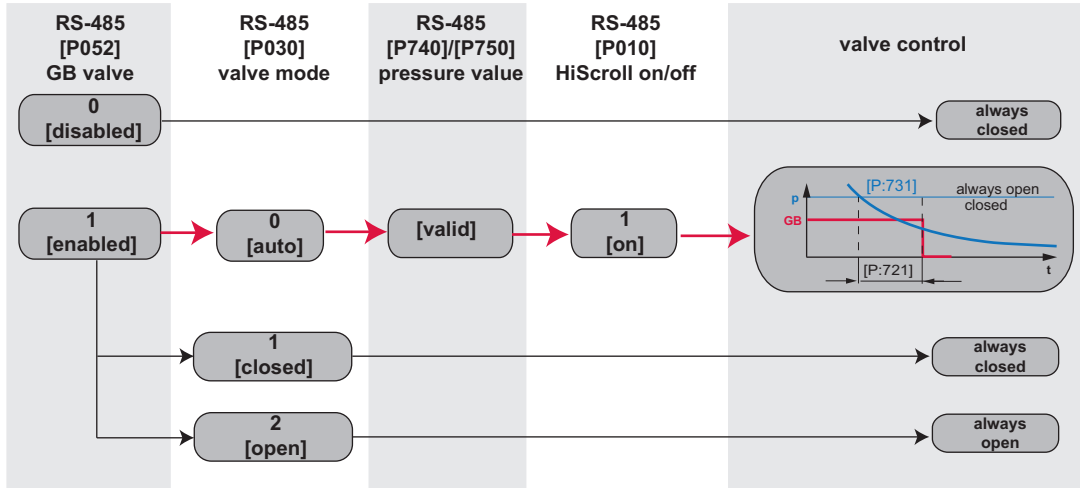 RS-485
[P052]
GB valve
RS-485
[P030]
valve mode
RS-485
[P740]/[P750]
pressure value
RS-485
[P010]
HiScroll on/off
valve control
0
[disabled]
always
closed
1
[enabled]
0
[auto]
[valid]
1
[on]
p
[P:731]
always open
closed
GB
t
[P:721]
1
[closed]
always
closed
2
[open]
always
open